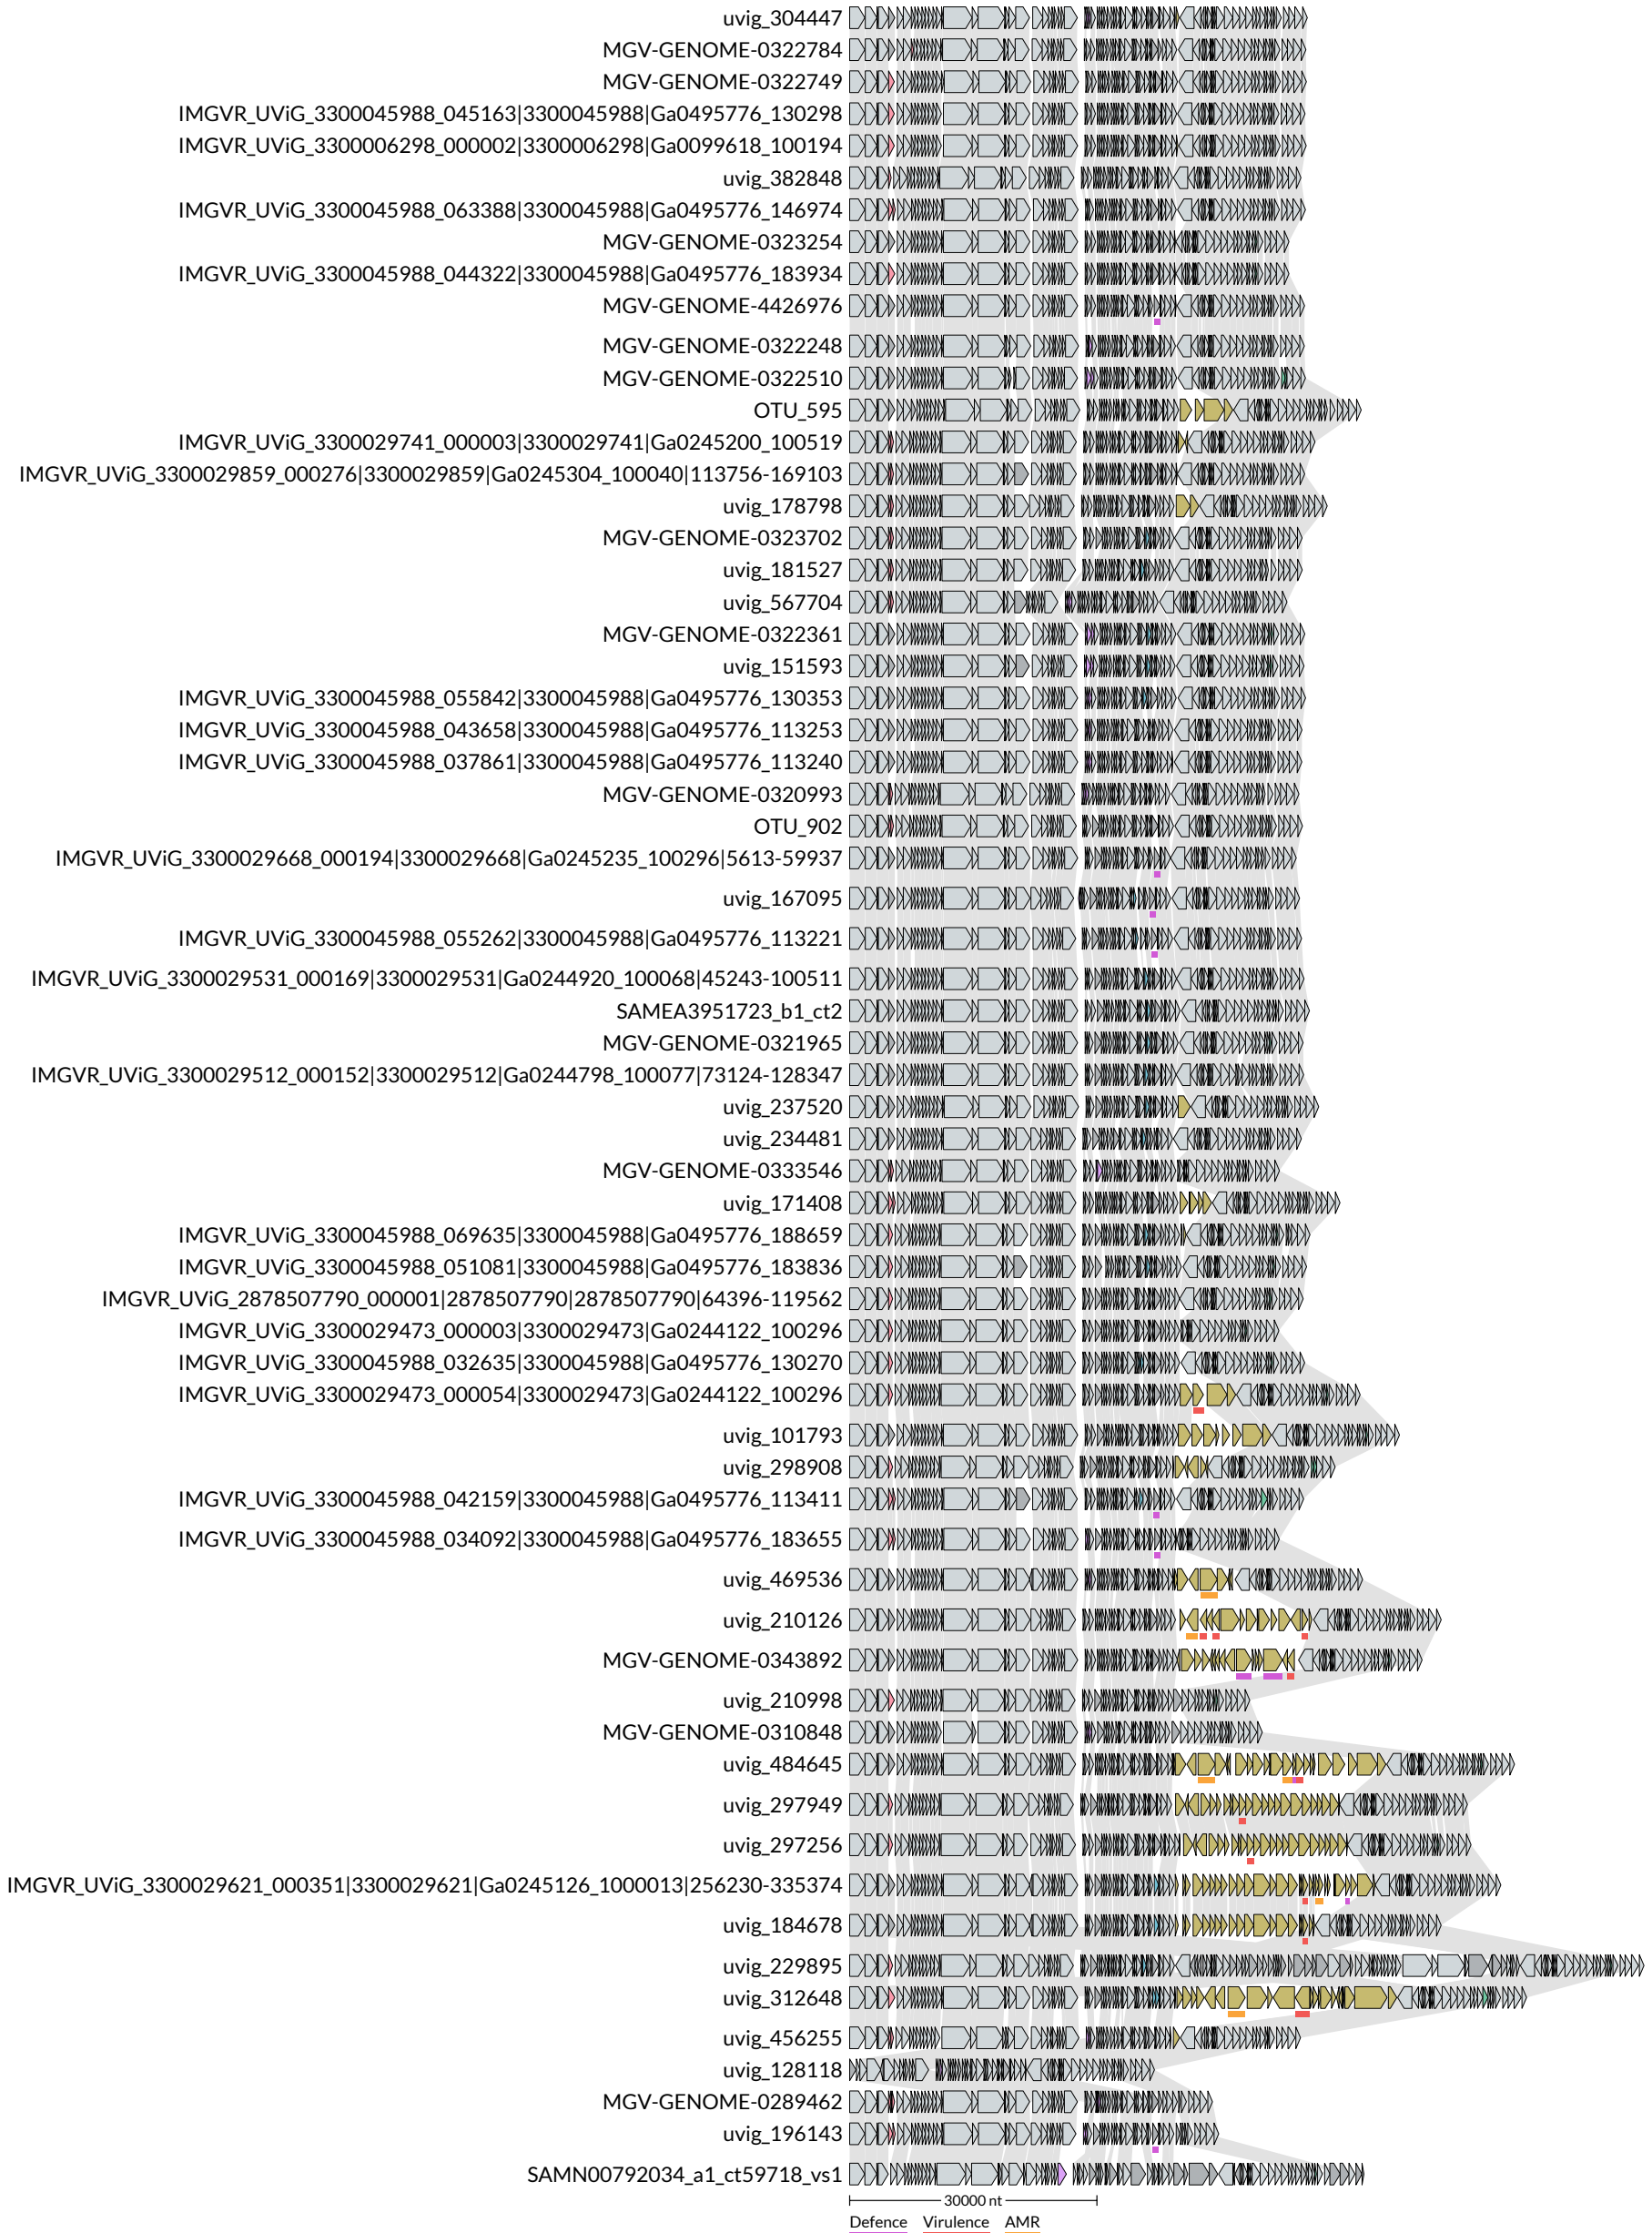 uvig_304447
MGV-GENOME-0322784
MGV-GENOME-0322749
IMGVR_UViG_3300045988_045163|3300045988|Ga0495776_130298
IMGVR_UViG_3300006298_000002|3300006298|Ga0099618_100194
uvig_382848
IMGVR_UViG_3300045988_063388|3300045988|Ga0495776_146974
MGV-GENOME-0323254
IMGVR_UViG_3300045988_044322|3300045988|Ga0495776_183934
MGV-GENOME-4426976
MGV-GENOME-0322248
MGV-GENOME-0322510
OTU_595
IMGVR_UViG_3300029741_000003|3300029741|Ga0245200_100519
IMGVR_UViG_3300029859_000276|3300029859|Ga0245304_100040|113756-169103
uvig_178798
MGV-GENOME-0323702
uvig_181527
uvig_567704
MGV-GENOME-0322361
uvig_151593
IMGVR_UViG_3300045988_055842|3300045988|Ga0495776_130353
IMGVR_UViG_3300045988_043658|3300045988|Ga0495776_113253
IMGVR_UViG_3300045988_037861|3300045988|Ga0495776_113240
MGV-GENOME-0320993
OTU_902
IMGVR_UViG_3300029668_000194|3300029668|Ga0245235_100296|5613-59937
uvig_167095
IMGVR_UViG_3300045988_055262|3300045988|Ga0495776_113221
IMGVR_UViG_3300029531_000169|3300029531|Ga0244920_100068|45243-100511
SAMEA3951723_b1_ct2
MGV-GENOME-0321965
IMGVR_UViG_3300029512_000152|3300029512|Ga0244798_100077|73124-128347
uvig_237520
uvig_234481
MGV-GENOME-0333546
uvig_171408
IMGVR_UViG_3300045988_069635|3300045988|Ga0495776_188659
IMGVR_UViG_3300045988_051081|3300045988|Ga0495776_183836
IMGVR_UViG_2878507790_000001|2878507790|2878507790|64396-119562
IMGVR_UViG_3300029473_000003|3300029473|Ga0244122_100296
IMGVR_UViG_3300045988_032635|3300045988|Ga0495776_130270
IMGVR_UViG_3300029473_000054|3300029473|Ga0244122_100296
uvig_101793
uvig_298908
IMGVR_UViG_3300045988_042159|3300045988|Ga0495776_113411
IMGVR_UViG_3300045988_034092|3300045988|Ga0495776_183655
uvig_469536
uvig_210126
MGV-GENOME-0343892
uvig_210998
MGV-GENOME-0310848
uvig_484645
uvig_297949
uvig_297256
IMGVR_UViG_3300029621_000351|3300029621|Ga0245126_1000013|256230-335374
uvig_184678
uvig_229895
uvig_312648
uvig_456255
uvig_128118
MGV-GENOME-0289462
uvig_196143
SAMN00792034_a1_ct59718_vs1
30000 nt
Defence Virulence AMR